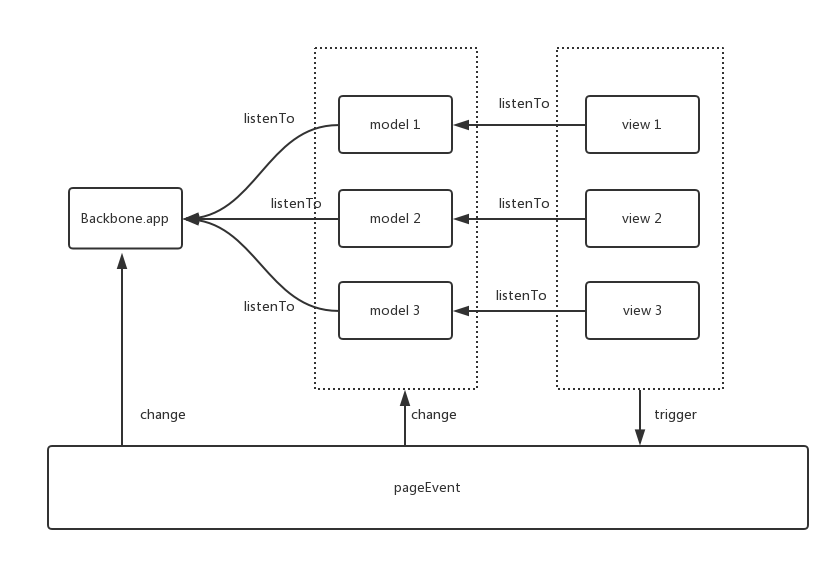 listenTo
model 1
listenTo
view 1
Backbone.app
listenTo
model 2
listenTo
view 2
listenTo
model 3
listenTo
view 3
change
change
trigger
pageEvent